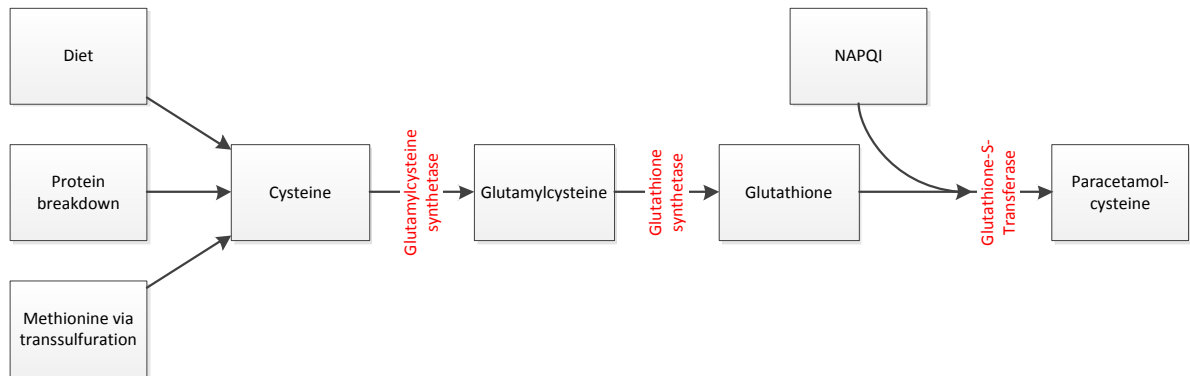 Diet
NAPQI
Protein
breakdown
Cysteine
Glutamylcysteine
synthetase
Glutamylcysteine
Glutathione
synthetase
Glutathione
Glutathione-S-
Transferase
Paracetamol-
cysteine
Methionine via
transsulfuration